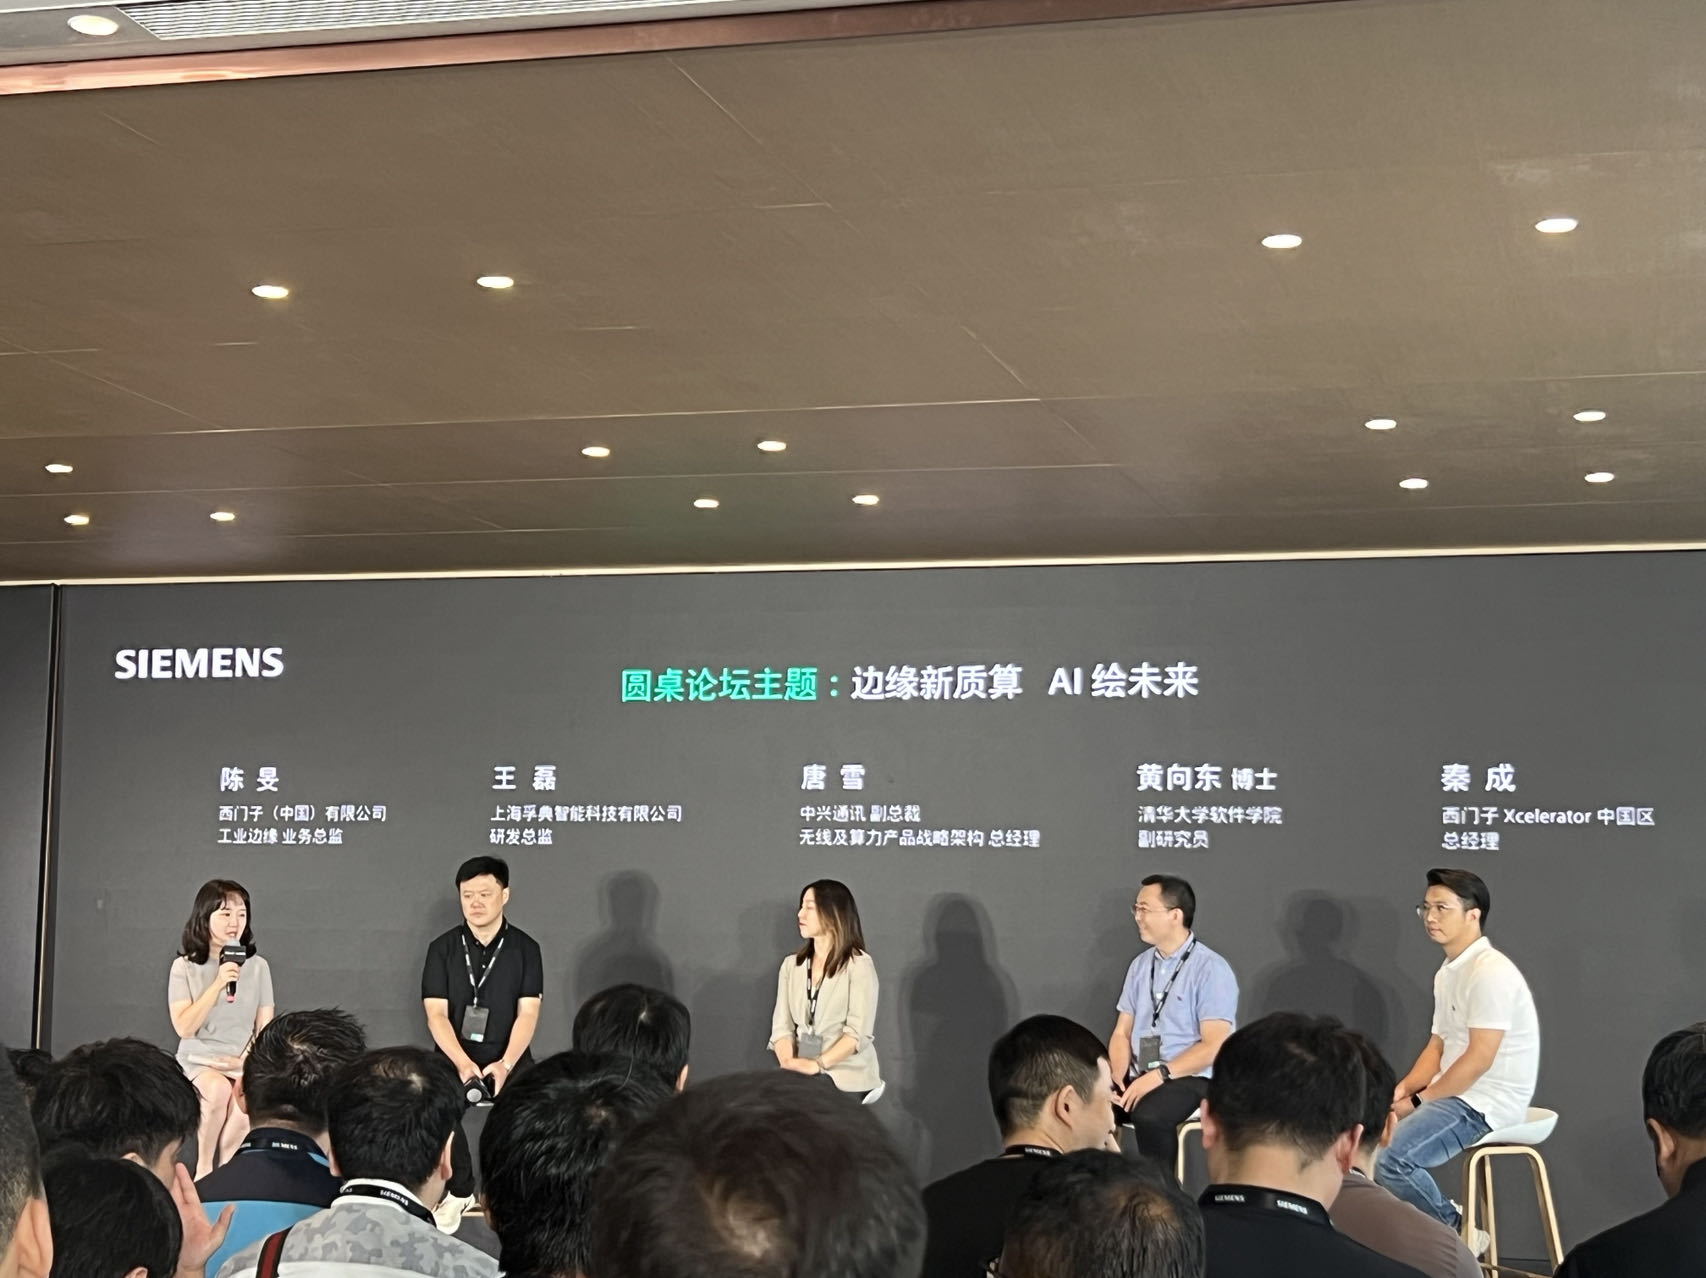 SIEMENS
圆桌论坛主题：边缘新质算 AI 绘未来
陈 旻
西门子（中国）有限公司
工业边缘 业务总监
王 磊
上海孚典智能科技有限公司
研发总监
唐 雪
中兴通讯 副总裁
无线及算力产品战略架构 总经理
黄向东 博士
清华大学软件学院
副研究员
秦 成
西门子 Xcelerator 中国区
总经理
SIEMENS
SIEMENS
SIEMENS
SIEMENS
SIEMENS